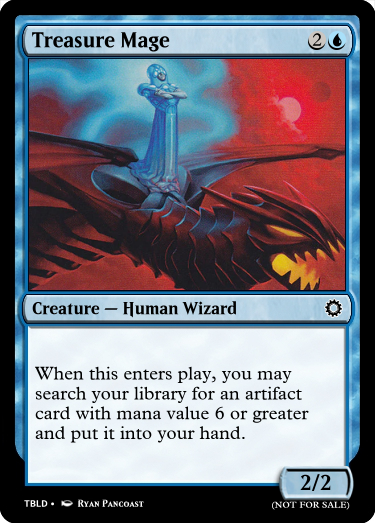 Treasure Mage 2
Creature — Human Wizard
When this enters play, you may
search your library for an artifact
card with mana value 6 or greater
and put it into your hand.
2/2
TBLD • Ryan Pancoast
(NOT FOR SALE)